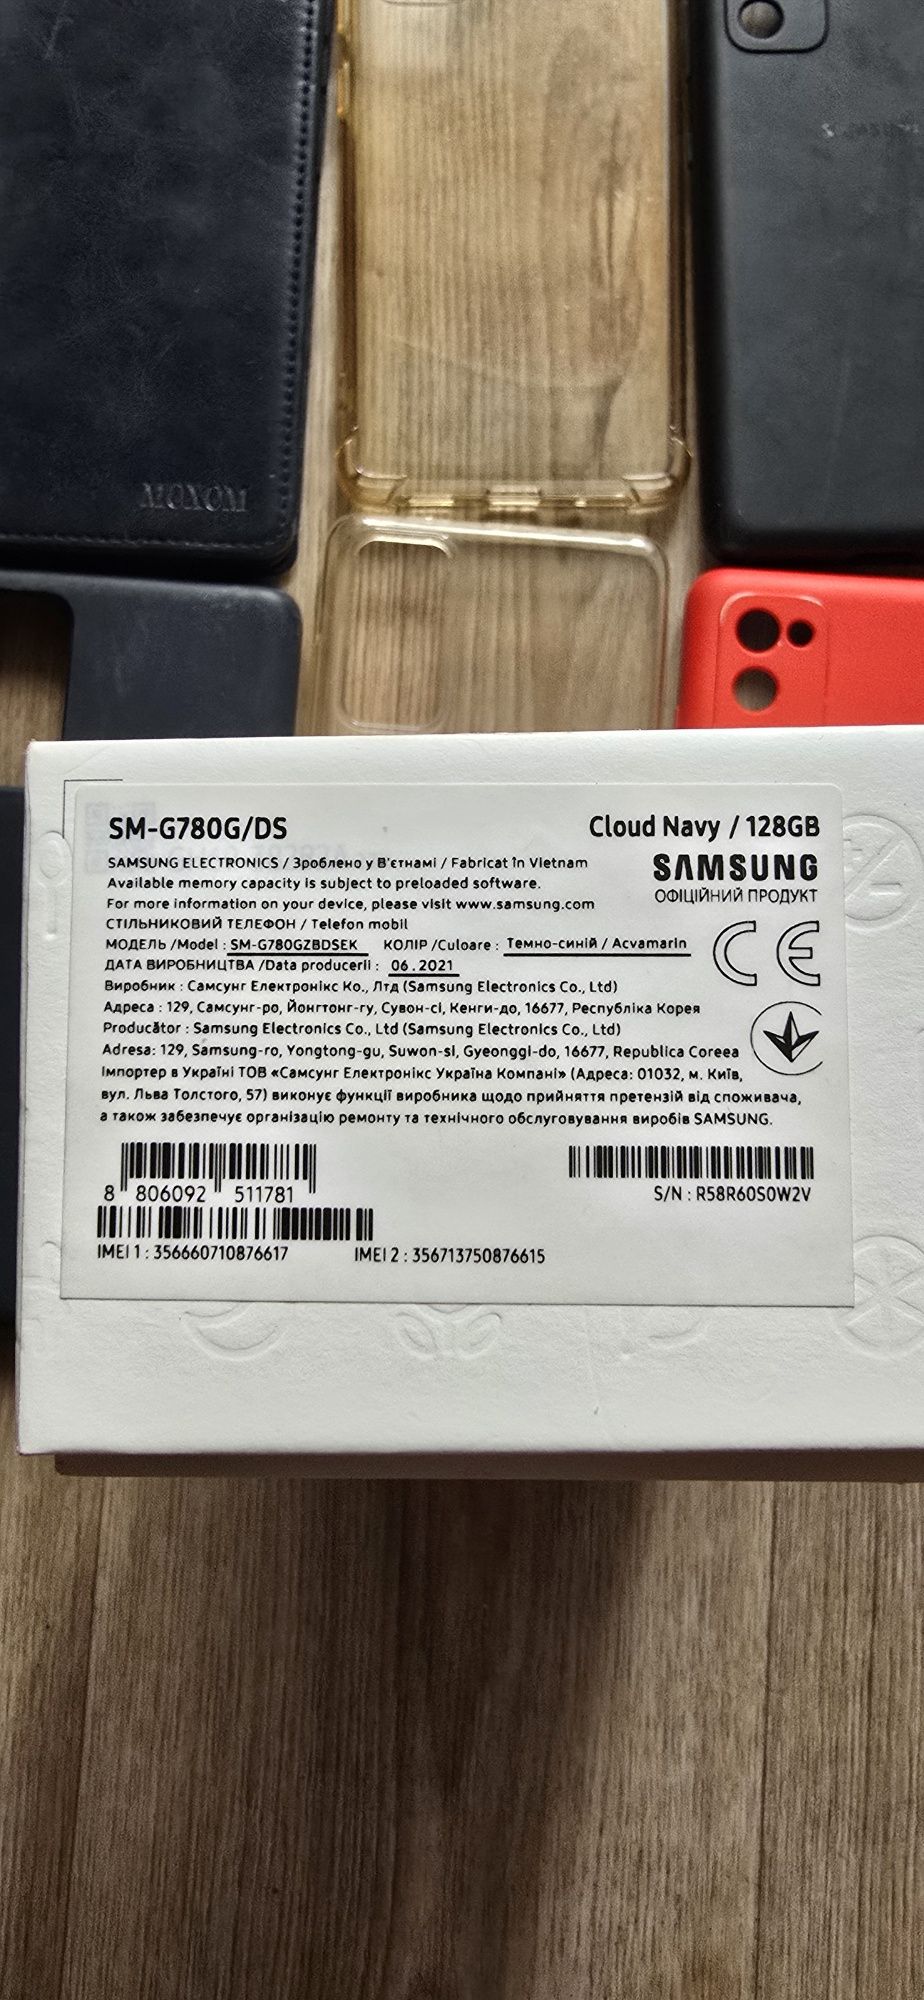 MOXOM
SM-G780G/DS
Cloud Navy / 128GB
SAMSUNG ELECTRONICS / Зроблено у В'єтнамі / Fabricat în Vietnam
SAMSUNG
Available memory capacity is subject to preloaded software.
ОФІЦІЙНИЙ ПРОДУКТ
For more information on your device, please visit www.samsung.com
СТІЛЬНИКОВИЙ ТЕЛЕФОН / Telefon mobil
МОДЕЛЬ /Model : SM-G780GZBDSEK КОЛІР /Culoare : Темно-синій / Acvamarin
CE
ДАТА ВИРОБНИЦТВА /Data producerii : 06.2021
Виробник : Самсунг Електронікс Ко., Лтд (Samsung Electronics Co., Ltd)
Адреса : 129, Самсунг-ро, Йонгтонг-гу, Сувон-сі, Кенги-до, 16677, Республіка Корея
Producător : Samsung Electronics Co., Ltd (Samsung Electronics Co., Ltd)
Adresa: 129, Samsung-ro, Yongtong-gu, Suwon-si, Gyeonggi-do, 16677, Republica Coreea
Імпортер в Україні ТОВ «Самсунг Електронікс Україна Компані» (Адреса: 01032, м. Київ,
вул. Льва Толстого, 57) виконує функції виробника щодо прийняття претензій від споживача,
а також забезпечує організацію ремонту та технічного обслуговування виробів SAMSUNG.
8 806092 511781
S/N : R58R60S0W2V
IMEI 1 : 356660710876617 IMEI 2 : 356713750876615